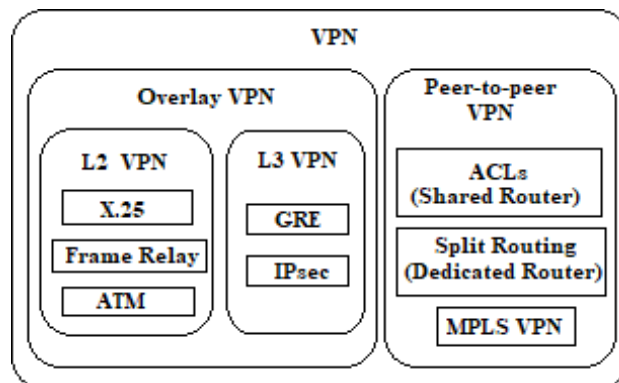 VPN
Overlay VPN
L2 VPN
X.25
Frame Relay
ATM
L3 VPN
GRE
IPsec
Peer-to-peer
VPN
ACLs
(Shared Router)
Split Routing
(Dedicated Router)
MPLS VPN